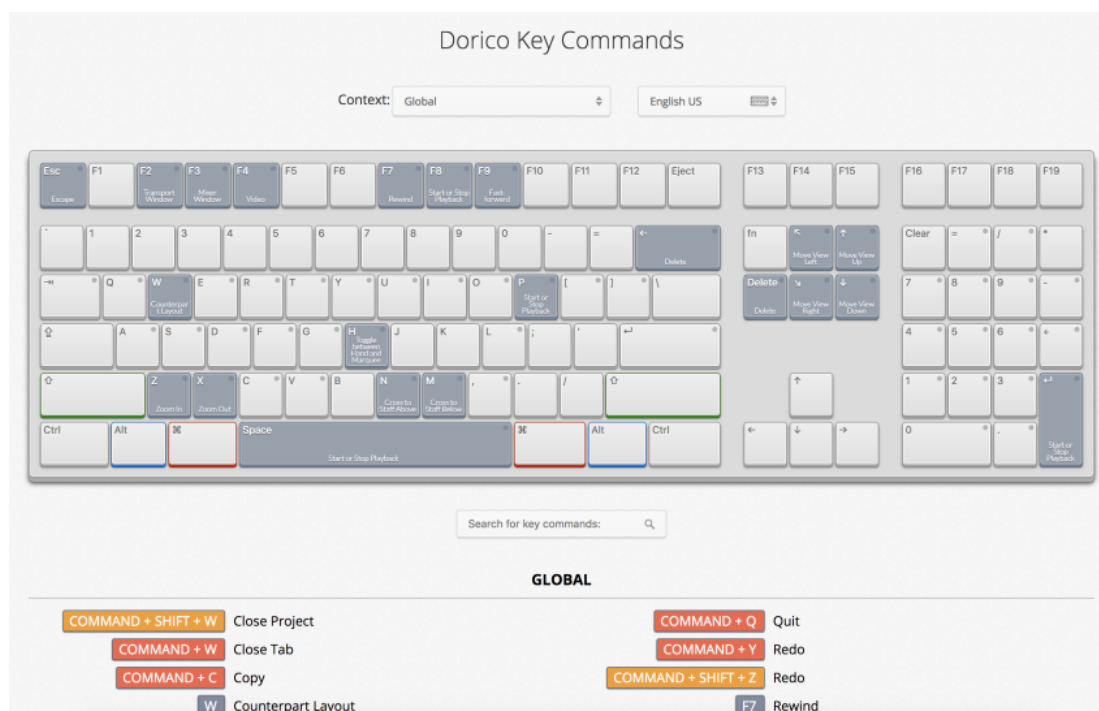 Dorico Key Commands
Context: Global English US
Esc F1 F2 F3 F4 F5 F6 F7 F8 F9 F10 F11 F12 Eject F13 F14 F15 F16 F17 F18 F19
Escape Transport Window Mixer Window Video Rewind Start or Stop Playback Fast-forward
` 1 2 3 4 5 6 7 8 9 0 - = ← fn ↖ ↑ Clear = / *
Delete Move View Left Move View Up
⇥ Q W E R T Y U I O P [ ] \ Delete ↘ ↓ 7 8 9 -
Counterpart Layout Start or Stop Playback Delete Move View Right Move View Down
⇪ A S D F G H J K L ; ' ↵ 4 5 6 +
Toggle between Hand and Marquee
⇧ Z X C V B N M , . / ⇧ ↑ 1 2 3 ↵
Zoom In Zoom Out Cross to Staff Above Cross to Staff Below
Ctrl Alt ⌘ Space ⌘ Alt Ctrl ← ↓ → 0 .
Start or Stop Playback Start or Stop Playback
Search for key commands:
GLOBAL
COMMAND + SHIFT + W Close Project COMMAND + Q Quit
COMMAND + W Close Tab COMMAND + Y Redo
COMMAND + C Copy COMMAND + SHIFT + Z Redo
W Counterpart Layout F7 Rewind